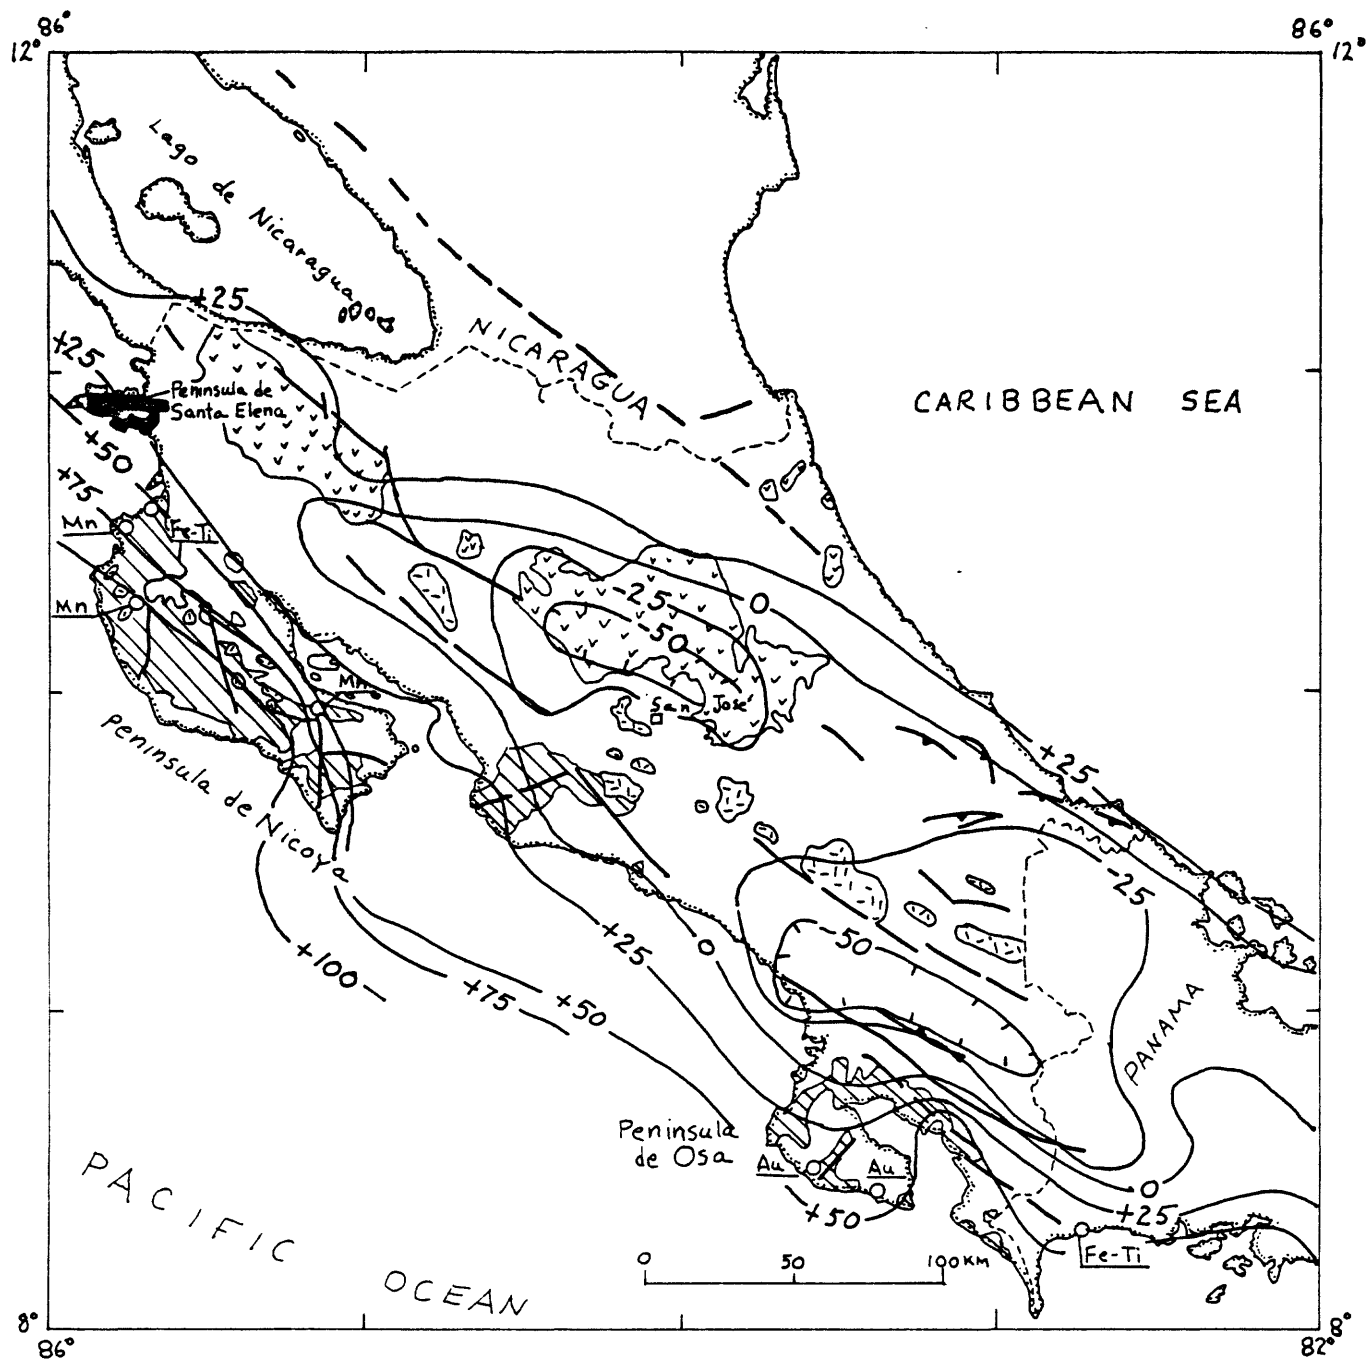 86°
86°
12°
12°
Lago
de
Nicaragua
+25
NICARAGUA
+25
Peninsula de
Santa Elena
CARIBBEAN SEA
+50
+75
Mn
Fe-Ti
Mn
-25
0
-50
Mn
San José
Peninsula de Nicoya
+25
-25
+25
0
-50
+100
+75
+50
PANAMA
Peninsula
de Osa
Au
Au
0
+50
+25
Fe-Ti
PACIFIC OCEAN
0 50 100 KM
8°
8°
86°
82°